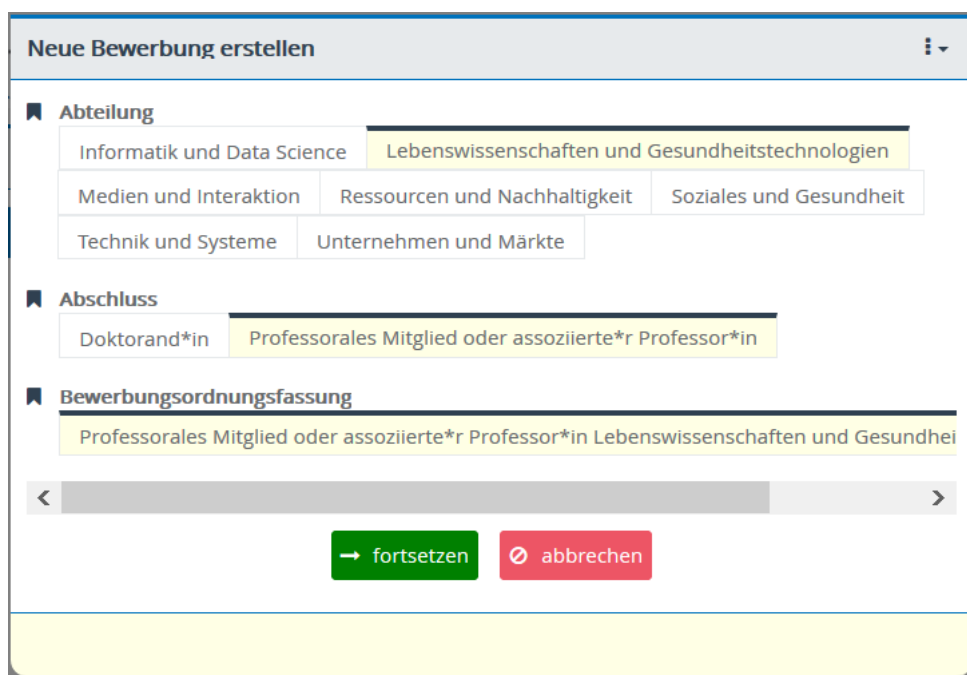 Neue Bewerbung erstellen
Abteilung
Informatik und Data Science Lebenswissenschaften und Gesundheitstechnologien
Medien und Interaktion Ressourcen und Nachhaltigkeit Soziales und Gesundheit
Technik und Systeme Unternehmen und Märkte
Abschluss
Doktorand*in Professorales Mitglied oder assoziierte*r Professor*in
Bewerbungsordnungsfassung
Professorales Mitglied oder assoziierte*r Professor*in Lebenswissenschaften und Gesundhei
fortsetzen abbrechen